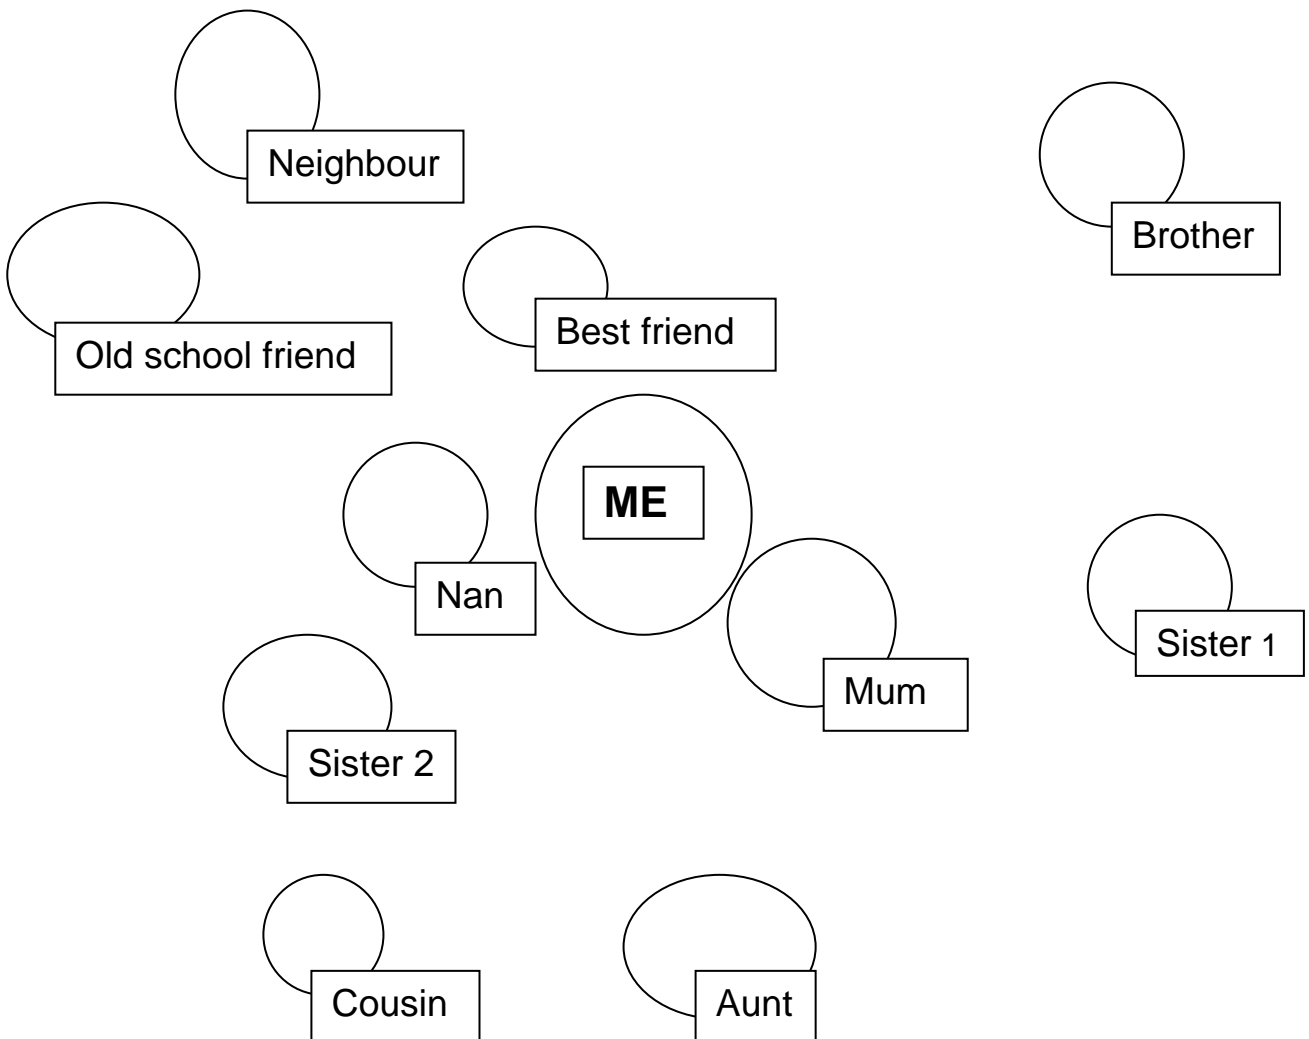 Neighbour
Brother
Best friend
Old school friend
ME
Nan
Sister 1
Mum
Sister 2
Cousin
Aunt